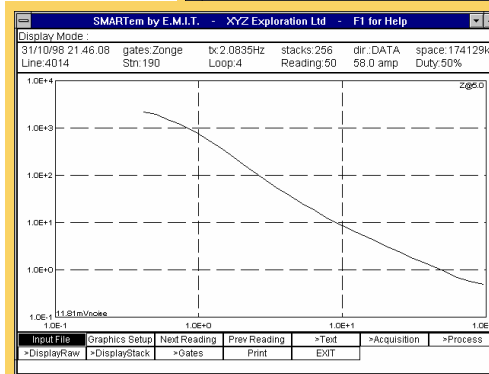 SMARTem by E.M.I.T. - XYZ Exploration Ltd - F1 for Help
Display Mode :
31/10/98 21.46.08 gates:Zonge tx:2.0835Hz stacks:256 dir.:DATA space:174129k
Line:4014 Stn:190 Loop:4 Reading:50 58.0 amp Duty:50%
1.0E+4
Z@5.0
1.0E+3
1.0E+2
1.0E+1
1.0E+0
1.0E-1
11.81mVnoise
1.0E-1 1.0E+0 1.0E+1 1.0E
Input File Graphics Setup Next Reading Prev Reading >Text >Acquisition >Process
>DisplayRaw >DisplayStack >Gates Print EXIT